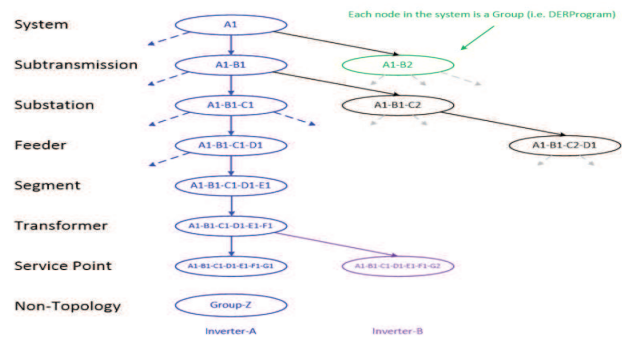 Each node in the system is a Group (i.e. DERProgram)
System A1
Subtransmission A1-B1 A1-B2
Substation A1-B1-C1 A1-B1-C2
Feeder A1-B1-C1-D1 A1-B1-C2-D1
Segment A1-B1-C1-D1-E1
Transformer A1-B1-C1-D1-E1-F1
Service Point A1-B1-C1-D1-E1-F1-G1 A1-B1-C1-D1-E1-F1-G2
Non-Topology Group-Z
Inverter-A Inverter-B